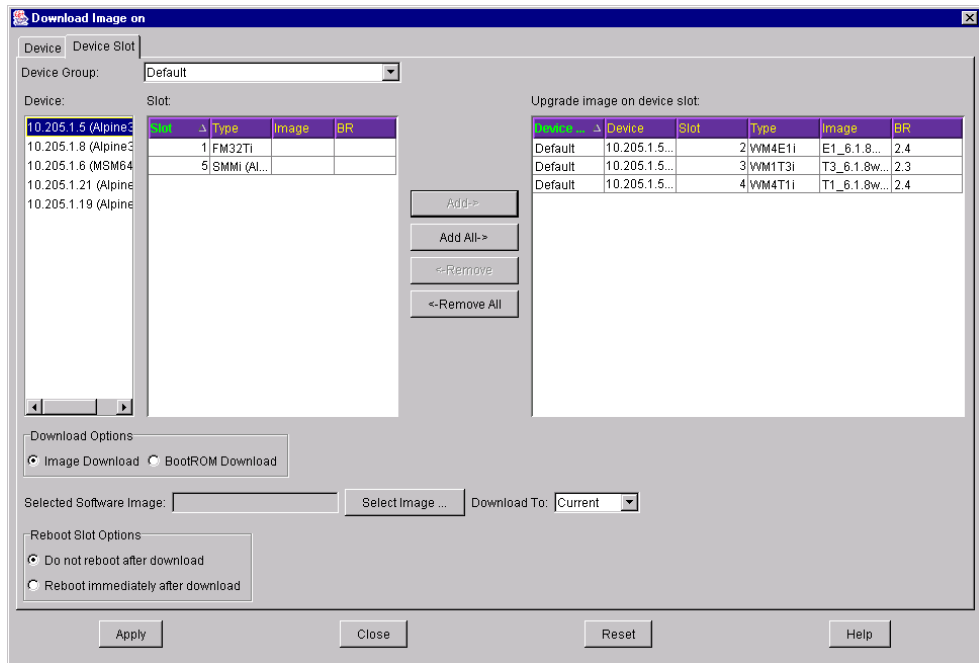 Download Image on
Device Device Slot
Device Group: Default
Device: Slot: Upgrade image on device slot:
10.205.1.5 (Alpine3
10.205.1.8 (Alpine3
10.205.1.6 (MSM64
10.205.1.21 (Alpine
10.205.1.19 (Alpine
Slot Type Image BR
1 FM32Ti
5 SMMi (Al...
Add->
Add All->
<-Remove
<-Remove All
Device ... Device Slot Type Image BR
Default 10.205.1.5... 2 WM4E1i E1_6.1.8... 2.4
Default 10.205.1.5... 3 WM1T3i T3_6.1.8w... 2.3
Default 10.205.1.5... 4 WM4T1i T1_6.1.8w... 2.4
Download Options
Image Download BootROM Download
Selected Software Image: Select Image ... Download To: Current
Reboot Slot Options
Do not reboot after download
Reboot immediately after download
Apply Close Reset Help